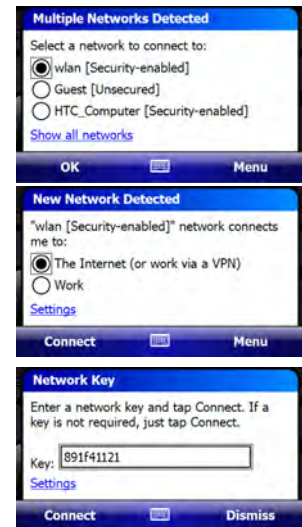 Multiple Networks Detected
Select a network to connect to:
wlan [Security-enabled]
Guest [Unsecured]
HTC_Computer [Security-enabled]
Show all networks
OK Menu
New Network Detected
"wlan [Security-enabled]" network connects
me to:
The Internet (or work via a VPN)
Work
Settings
Connect Menu
Network Key
Enter a network key and tap Connect. If a
key is not required, just tap Connect.
Key: 891f41121
Settings
Connect Dismiss